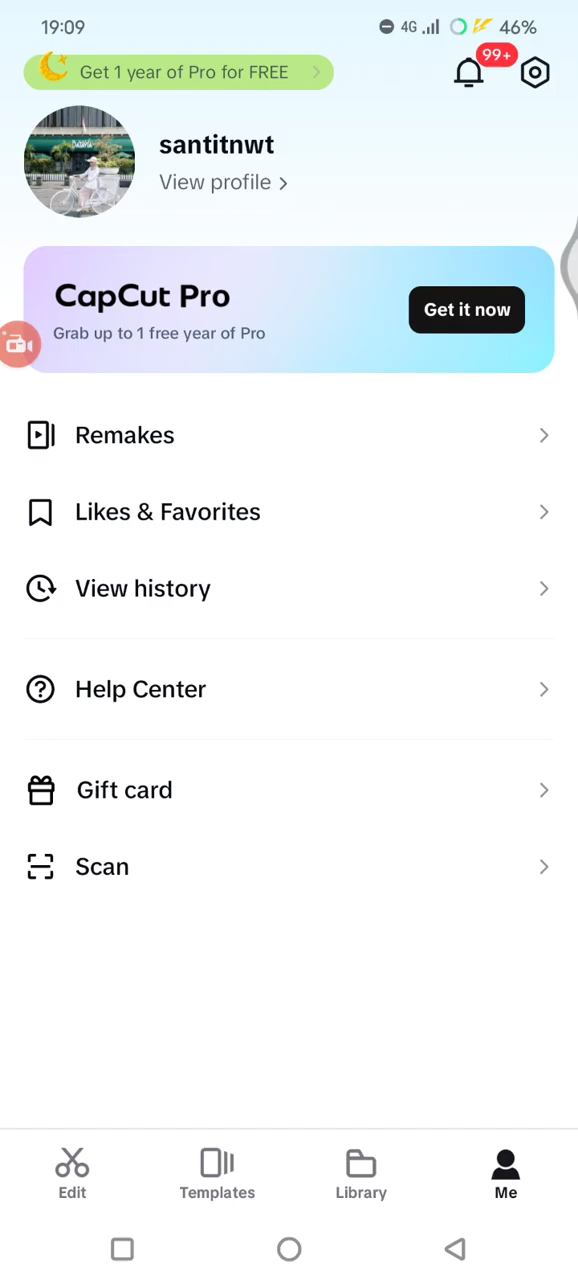 19:09
4G
46%
Get 1 year of Pro for FREE
99+
santitnwt
View profile
CapCut Pro
Grab up to 1 free year of Pro
Get it now
Remakes
Likes & Favorites
View history
Help Center
Gift card
Scan
Edit
Templates
Library
Me